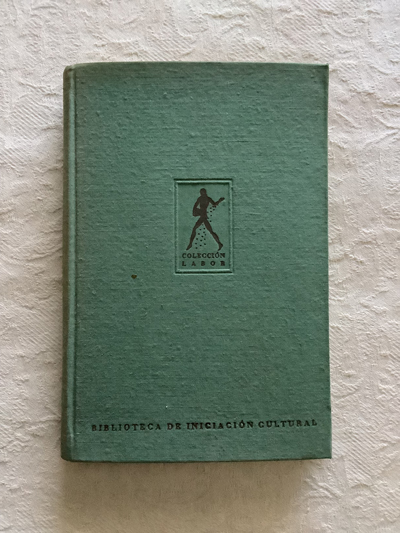 COLECCIÓN
LABOR
BIBLIOTECA DE INICIACIÓN CULTURAL